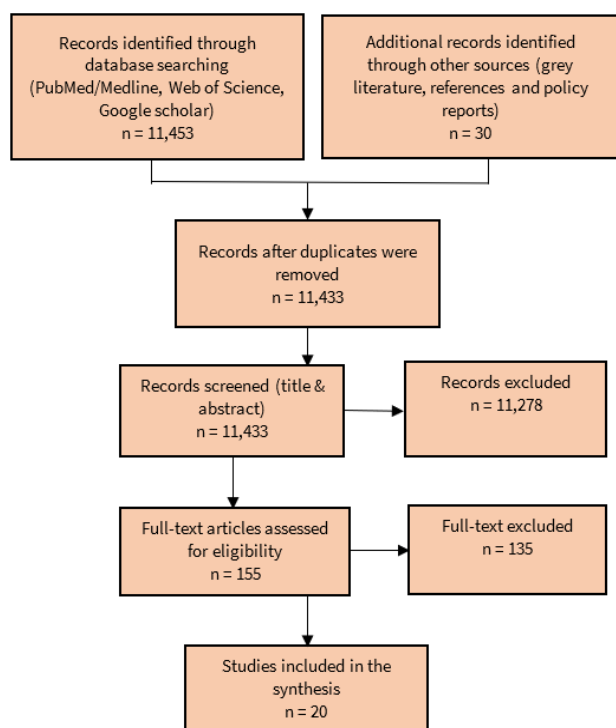 Records identified through
database searching
(PubMed/Medline, Web of Science,
Google scholar)
n = 11,453
Additional records identified
through other sources (grey
literature, references and policy
reports)
n = 30
Records after duplicates were
removed
n = 11,433
Records screened (title &
abstract)
n = 11,433
Records excluded
n = 11,278
Full-text articles assessed
for eligibility
n = 155
Full-text excluded
n = 135
Studies included in the
synthesis
n = 20